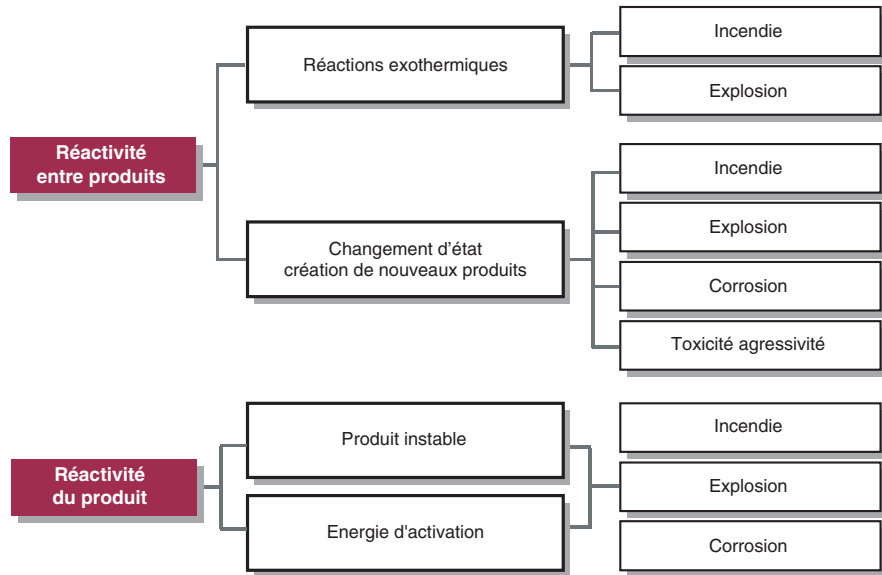 Réactivité
entre produits
Réactions exothermiques
Incendie
Explosion
Changement d'état
création de nouveaux produits
Incendie
Explosion
Corrosion
Toxicité agressivité
Réactivité
du produit
Produit instable
Energie d'activation
Incendie
Explosion
Corrosion